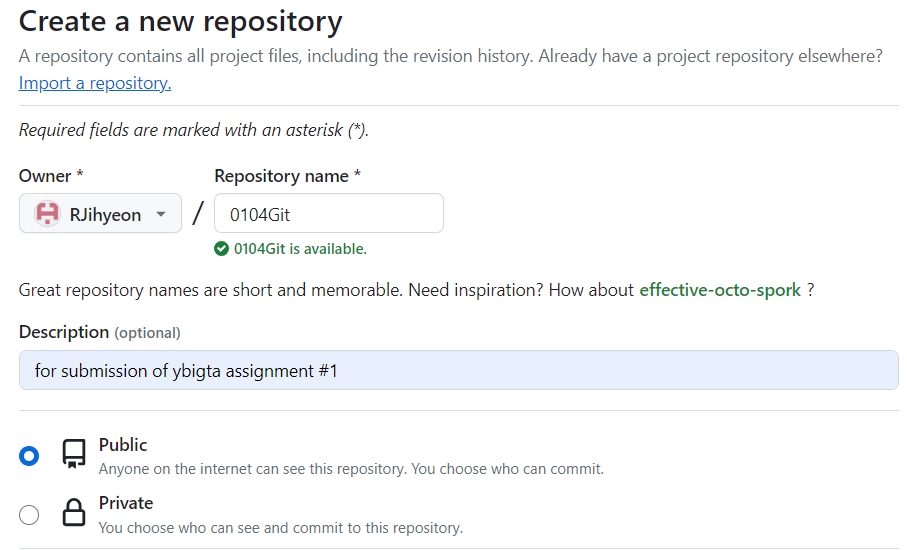 Create a new repository
A repository contains all project files, including the revision history. Already have a project repository elsewhere?
Import a repository.
Required fields are marked with an asterisk (*).
Owner * Repository name *
RJihyeon / 0104Git
0104Git is available.
Great repository names are short and memorable. Need inspiration? How about effective-octo-spork ?
Description (optional)
for submission of ybigta assignment #1
Public
Anyone on the internet can see this repository. You choose who can commit.
Private
You choose who can see and commit to this repository.